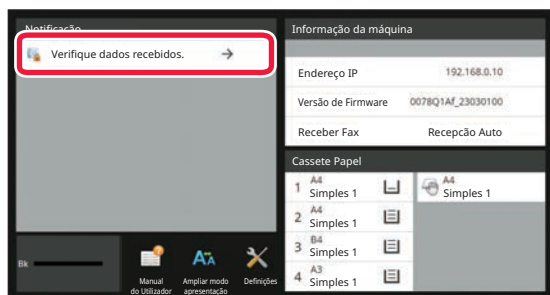 Notificação
Verifique dados recebidos.
Bk
Manual
do Utilizador
Ampliar modo
apresentação
Definições
Informação da máquina
Endereço IP 192.168.0.10
Versão de Firmware 0078Q1Af_23030100
Receber Fax Recepcão Auto
Cassete Papel
1 A4
Simples 1
2 A4
Simples 1
3 B4
Simples 1
4 A3
Simples 1
A4
Simples 1